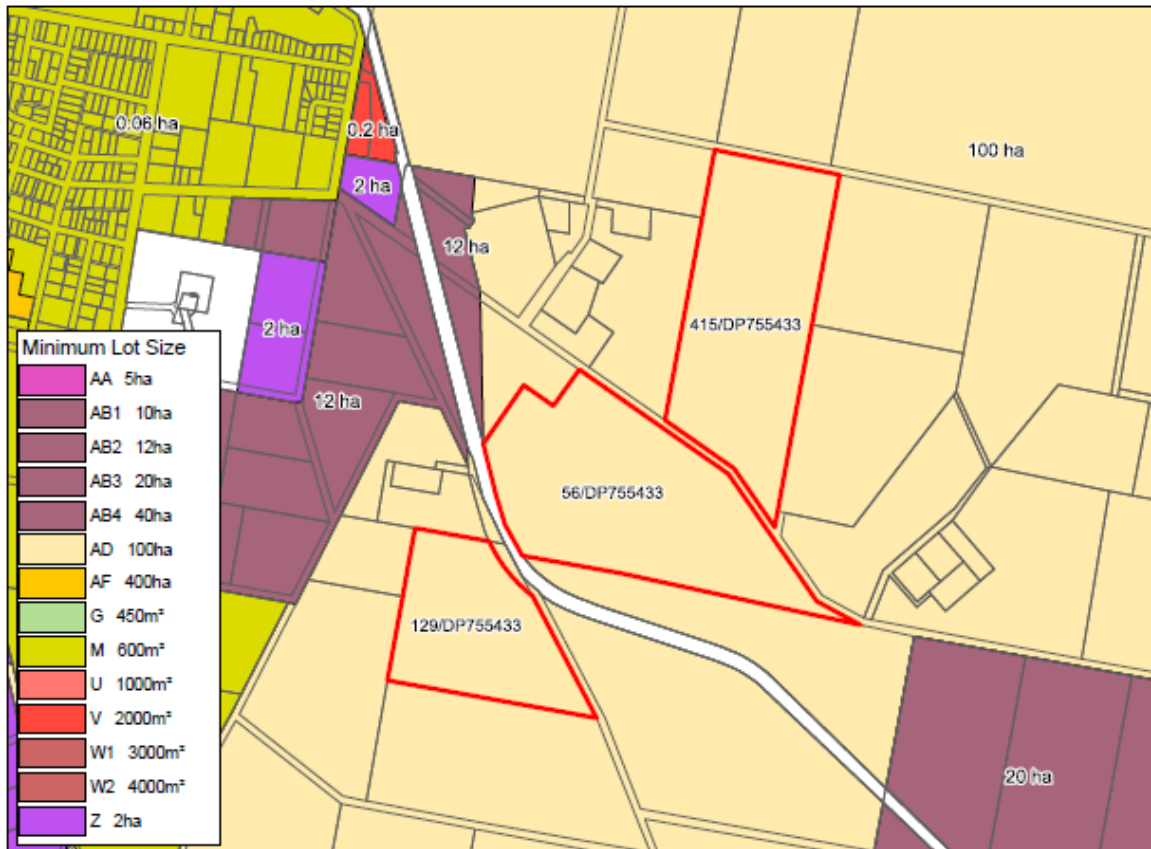 0.06 ha
0.2 ha
100 ha
2 ha
12 ha
415/DP755433
2 ha
12 ha
56/DP755433
129/DP755433
20 ha
Minimum Lot Size
AA 5ha
AB1 10ha
AB2 12ha
AB3 20ha
AB4 40ha
AD 100ha
AF 400ha
G 450m²
M 600m²
U 1000m²
V 2000m²
W1 3000m²
W2 4000m²
Z 2ha